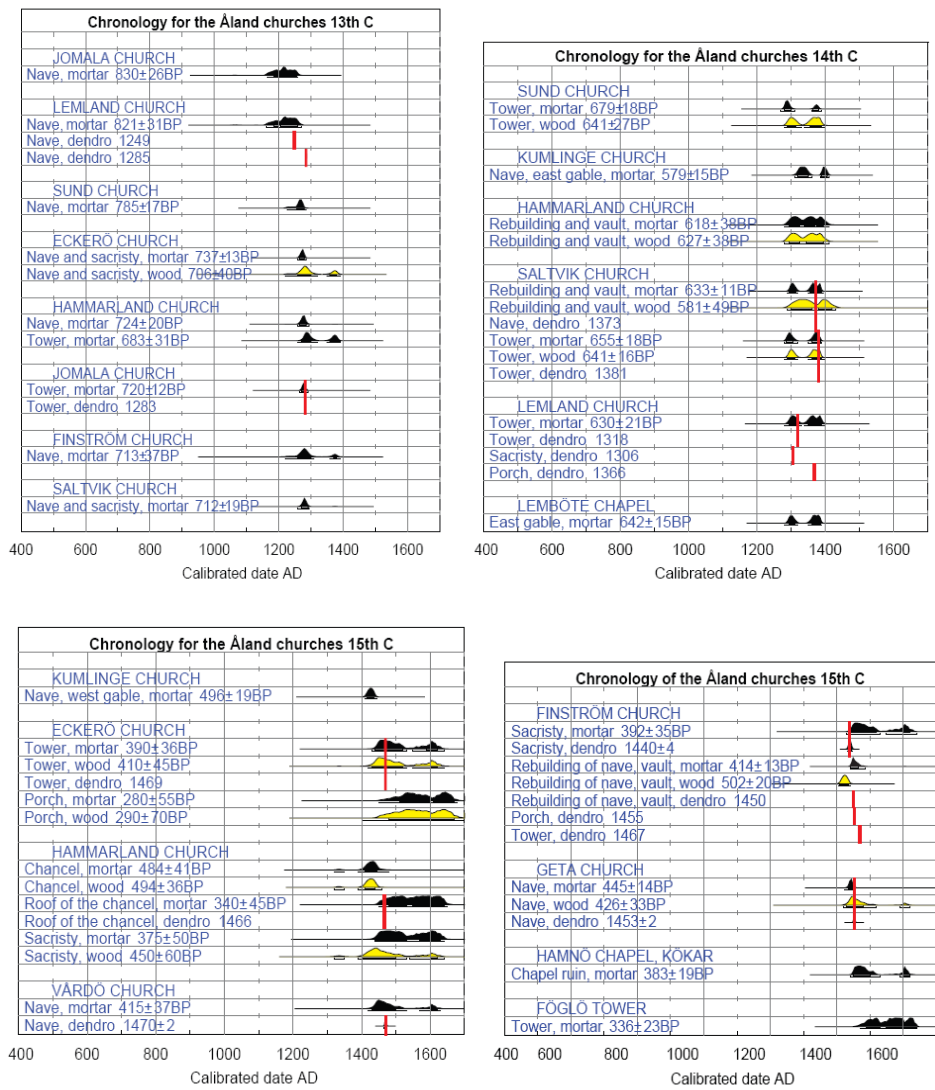 Chronology for the Åland churches 13th C
JOMALA CHURCH
Nave, mortar 830±26BP
LEMLAND CHURCH
Nave, mortar 821±31BP
Nave, dendro 1249
Nave, dendro 1285
SUND CHURCH
Nave, mortar 785±17BP
ECKERÖ CHURCH
Nave and sacristy, mortar 737±13BP
Nave and sacristy, wood 706±40BP
HAMMARLAND CHURCH
Nave, mortar 724±20BP
Tower, mortar 683±31BP
JOMALA CHURCH
Tower, mortar 720±12BP
Tower, dendro 1283
FINSTRÖM CHURCH
Nave, mortar 713±37BP
SALTVIK CHURCH
Nave and sacristy, mortar 712±19BP
400 600 800 1000 1200 1400 1600
Calibrated date AD
Chronology for the Åland churches 14th C
SUND CHURCH
Tower, mortar 679±18BP
Tower, wood 641±27BP
KUMLINGE CHURCH
Nave, east gable, mortar 579±15BP
HAMMARLAND CHURCH
Rebuilding and vault, mortar 618±38BP
Rebuilding and vault, wood 627±38BP
SALTVIK CHURCH
Rebuilding and vault, mortar 633±11BP
Rebuilding and vault, wood 581±49BP
Nave, dendro 1373
Tower, mortar 655±18BP
Tower, wood 641±16BP
Tower, dendro 1381
LEMLAND CHURCH
Tower, mortar 630±21BP
Tower, dendro 1318
Sacristy, dendro 1306
Porch, dendro 1366
LEMBÖTE CHAPEL
East gable, mortar 642±15BP
400 600 800 1000 1200 1400 1600
Calibrated date AD
Chronology for the Åland churches 15th C
KUMLINGE CHURCH
Nave, west gable, mortar 496±19BP
ECKERÖ CHURCH
Tower, mortar 390±36BP
Tower, wood 410±45BP
Tower, dendro 1469
Porch, mortar 280±55BP
Porch, wood 290±70BP
HAMMARLAND CHURCH
Chancel, mortar 484±41BP
Chancel, wood 494±36BP
Roof of the chancel, mortar 340±45BP
Roof of the chancel, dendro 1466
Sacristy, mortar 375±50BP
Sacristy, wood 450±60BP
VÅRDÖ CHURCH
Nave, mortar 415±37BP
Nave, dendro 1470±2
400 600 800 1000 1200 1400 1600
Calibrated date AD
Chronology of the Åland churches 15th C
FINSTRÖM CHURCH
Sacristy, mortar 392±35BP
Sacristy, dendro 1440±4
Rebuilding of nave, vault, mortar 414±13BP
Rebuilding of nave, vault, wood 502±20BP
Rebuilding of nave, vault, dendro 1450
Porch, dendro 1455
Tower, dendro 1467
GETA CHURCH
Nave, mortar 445±14BP
Nave, wood 426±33BP
Nave, dendro 1453±2
HAMNÖ CHAPEL, KÖKAR
Chapel ruin, mortar 383±19BP
FÖGLÖ TOWER
Tower, mortar 336±23BP
400 600 800 1000 1200 1400 1600
Calibrated date AD